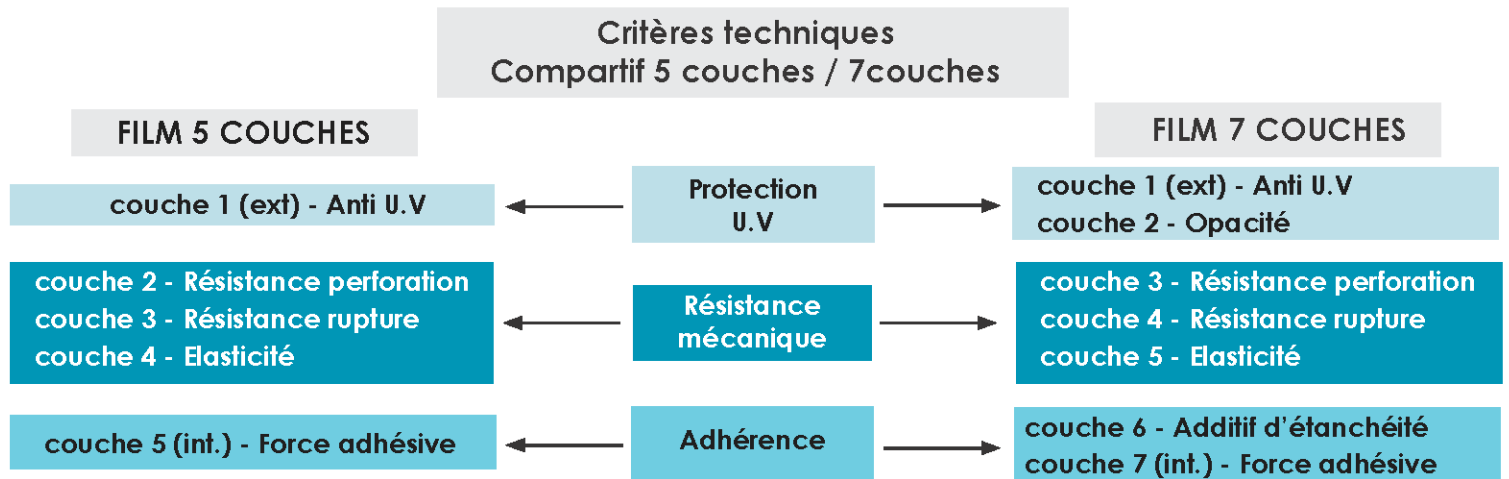 Critères techniques
Compartif 5 couches / 7couches
FILM 5 COUCHES
FILM 7 COUCHES
couche 1 (ext) - Anti U.V
Protection
U.V
couche 1 (ext) - Anti U.V
couche 2 - Opacité
couche 2 - Résistance perforation
couche 3 - Résistance rupture
couche 4 - Elasticité
Résistance
mécanique
couche 3 - Résistance perforation
couche 4 - Résistance rupture
couche 5 - Elasticité
couche 5 (int.) - Force adhésive
Adhérence
couche 6 - Additif d’étanchéité
couche 7 (int.) - Force adhésive